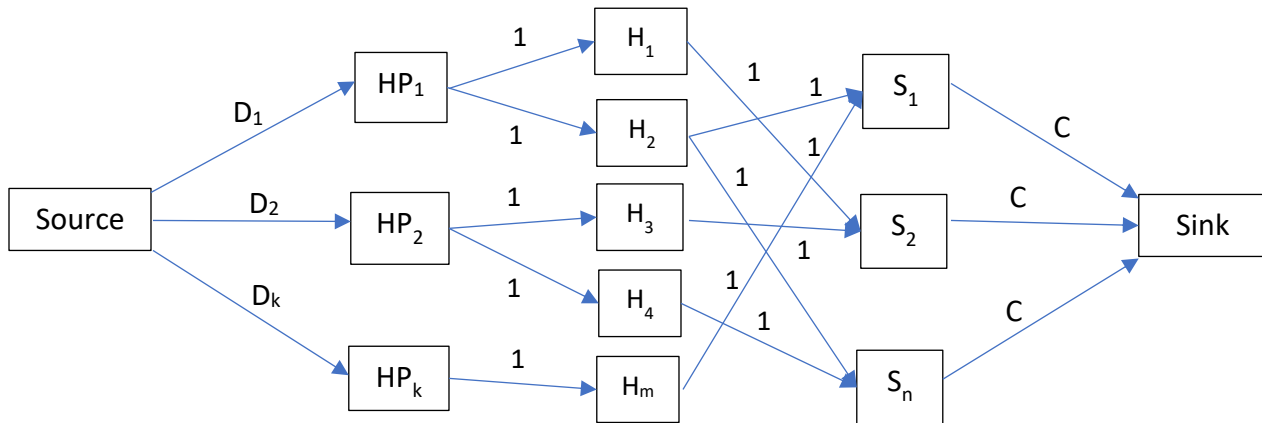 Source
D₁
D₂
Dₖ
HP₁
HP₂
HPₖ
1
1
1
1
1
H₁
H₂
H₃
H₄
Hₘ
1
1
1
1
1
1
1
S₁
S₂
Sₙ
C
C
C
Sink